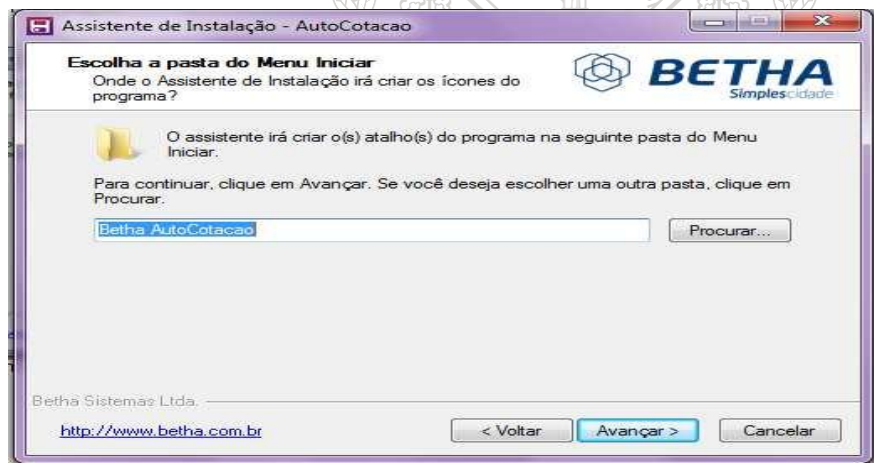 Assistente de Instalação - AutoCotacao
Escolha a pasta do Menu Iniciar
Onde o Assistente de Instalação irá criar os ícones do
programa?
BETHA
Simplescidade
O assistente irá criar o(s) atalho(s) do programa na seguinte pasta do Menu
Iniciar.
Para continuar, clique em Avançar. Se você deseja escolher uma outra pasta, clique em
Procurar.
Betha AutoCotacao
Procurar...
Betha Sistemas Ltda.
http://www.betha.com.br
< Voltar
Avançar >
Cancelar